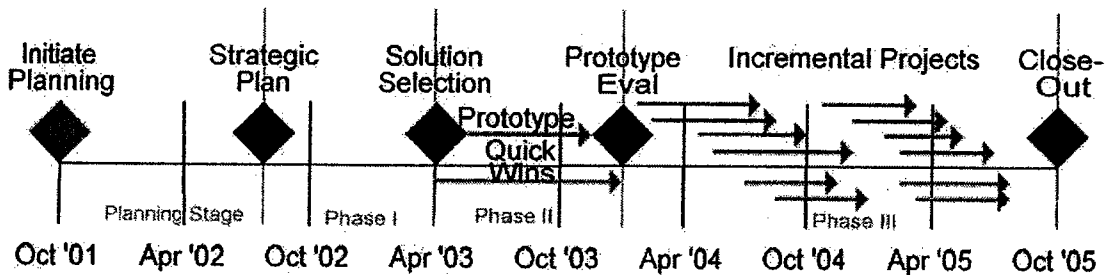 Initiate
Planning
Strategic
Plan
Solution
Selection
Prototype
Eval
Incremental Projects
Close-
Out
Prototype
Quick
Wins
Planning Stage
Phase I
Phase II
Phase III
Oct '01
Apr '02
Oct '02
Apr '03
Oct '03
Apr '04
Oct '04
Apr '05
Oct '05